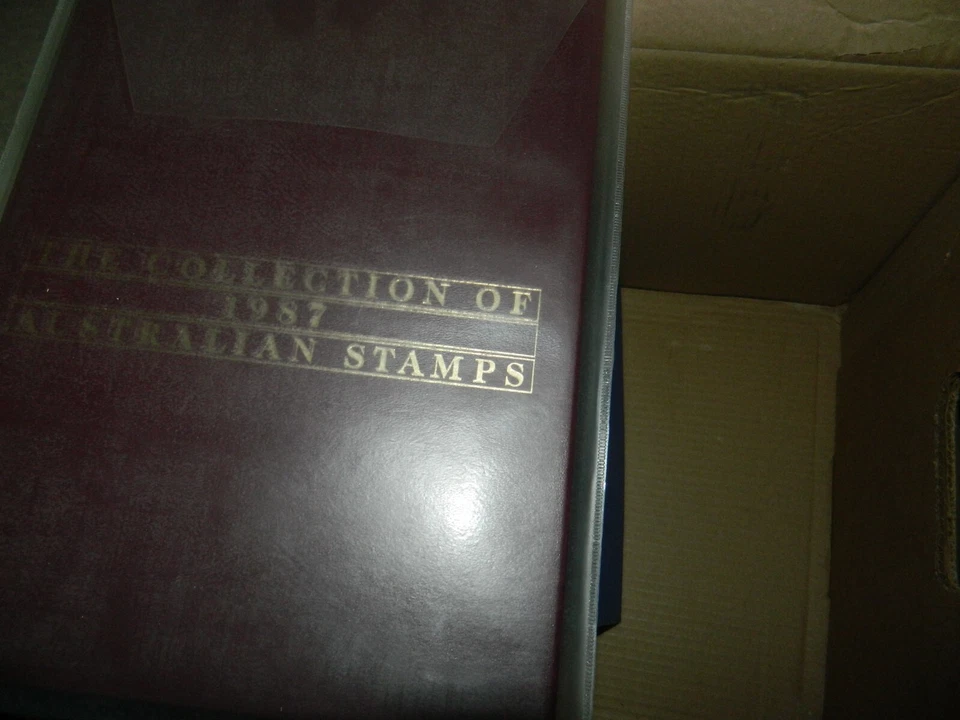 THE COLLECTION OF
1987
AUSTRALIAN STAMPS